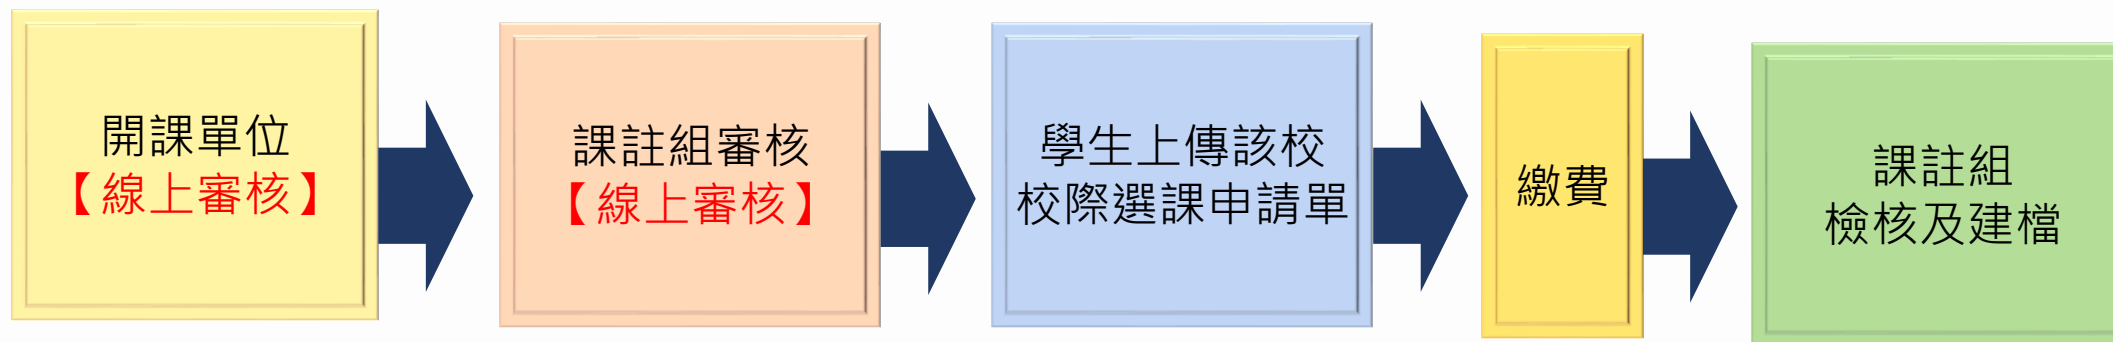 開課單位
【線上審核】
課註組審核
【線上審核】
學生上傳該校
校際選課申請單
繳費
課註組
檢核及建檔